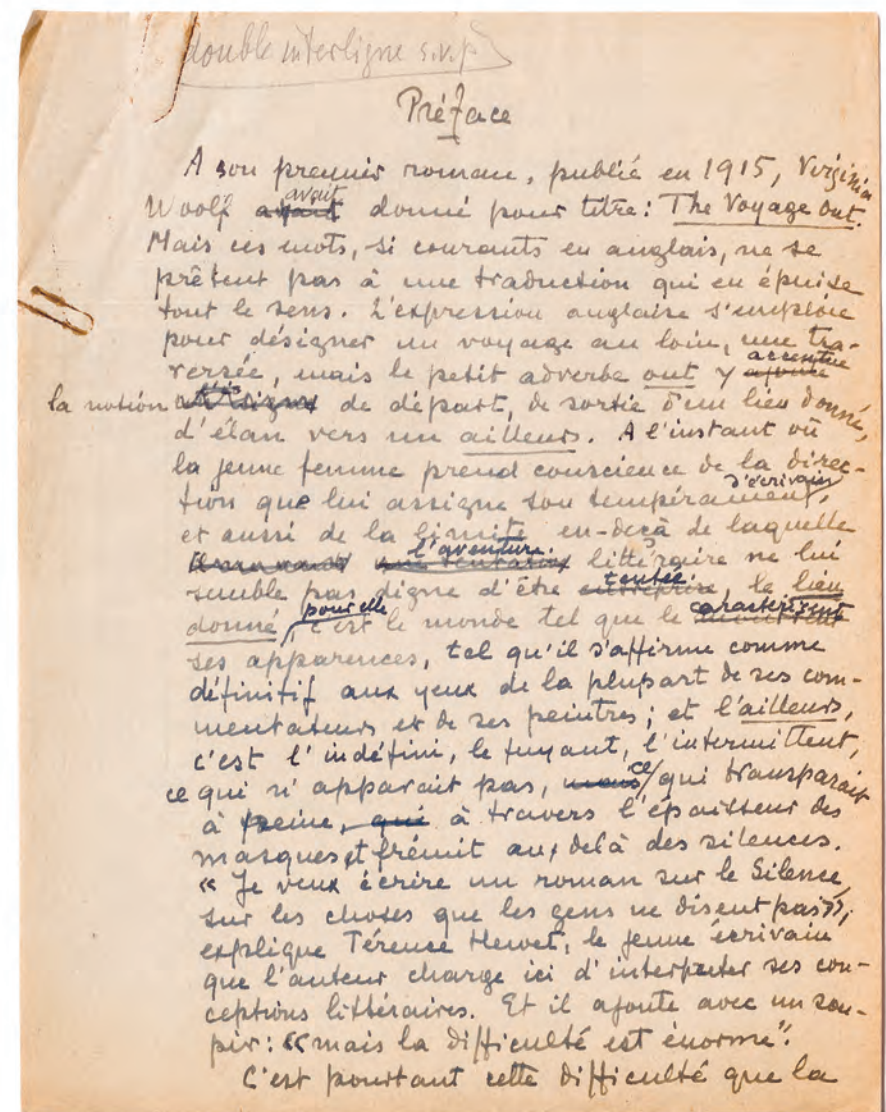 double interligne s.v.p.
Préface
A son premier roman, publié en 1915, Virginia
Woolf ayant avait donné pour titre : The Voyage Out.
Mais ces mots, si courants en anglais, ne se
prêtent pas à une traduction qui en épuise
tout le sens. L'expression anglaise s'emploie
pour désigner un voyage au loin, une tra-
versée, mais le petit adverbe out y ajoute accentue
la notion de départ, de sortie d'un lieu donné,
d'élan vers un ailleurs. A l'instant où
la jeune femme prend conscience de la direc-
tion que lui assigne son tempérament d'écrivain,
et aussi de la limite en-deçà de laquelle
l'aventure littéraire ne lui
semble pas digne d'être entreprise tentée, le lieu
donné, pour elle, c'est le monde tel que le caractérisent
ses apparences, tel qu'il s'affirme comme
définitif aux yeux de la plupart de ses com-
mentateurs et de ses peintres ; et l'ailleurs,
c'est l'indéfini, le fuyant, l'intermittent,
ce qui n'apparait pas, mais ce qui transparait
à peine, qui à travers l'épaisseur des
masques et frémit au, delà des silences.
« Je veux écrire un roman sur le Silence,
sur les choses que les gens ne disent pas »,
explique Térence Hewet, le jeune écrivain
que l'auteur charge ici d'interpréter ses con-
ceptions littéraires. Et il ajoute avec un sou-
pir : « mais la difficulté est énorme ».
C'est pourtant cette difficulté que la